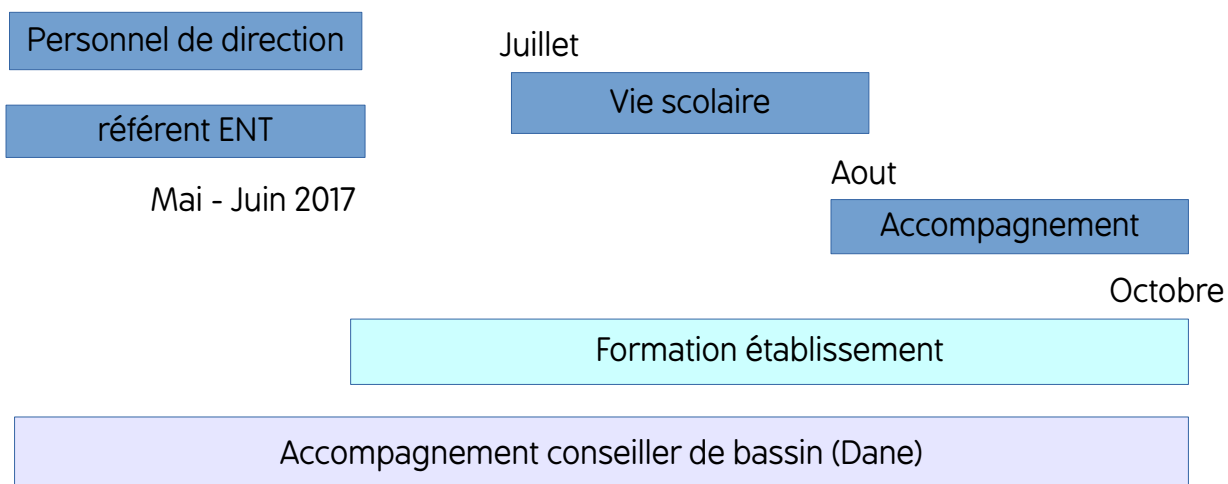 Personnel de direction
Juillet
Vie scolaire
référent ENT
Mai - Juin 2017
Aout
Accompagnement
Octobre
Formation établissement
Accompagnement conseiller de bassin (Dane)